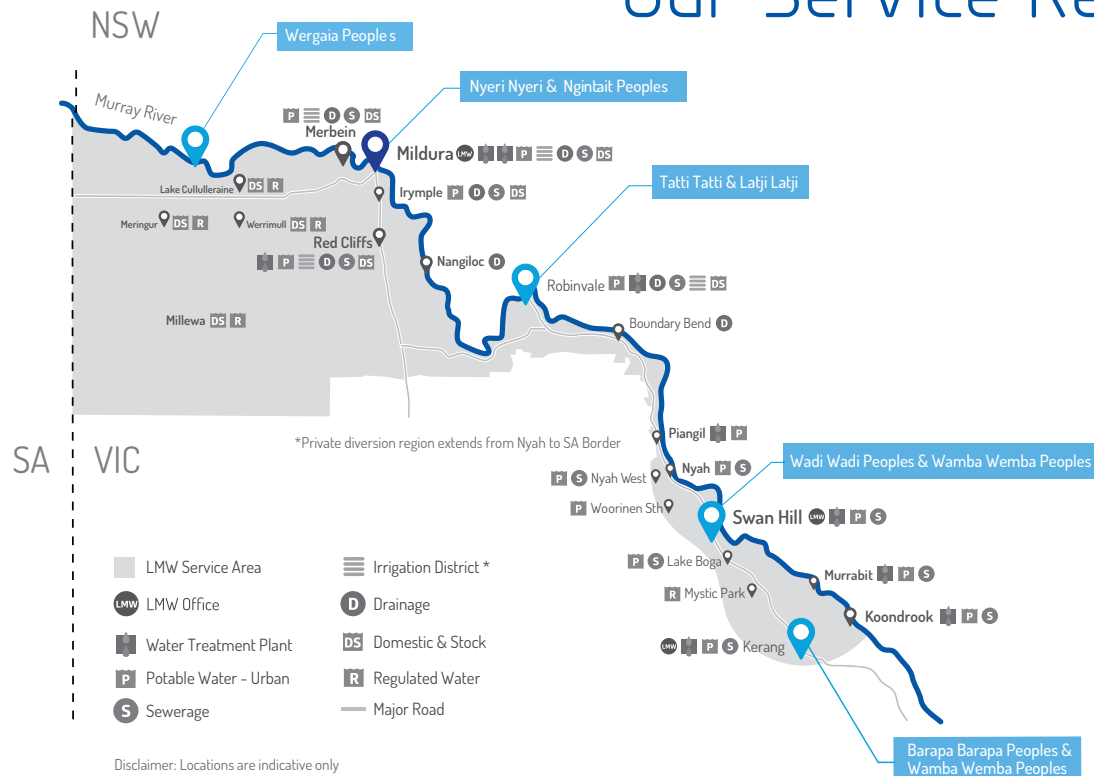 Our Service Re
NSW
Wergaia People s
Nyeri Nyeri & Ngintait Peoples
Murray River
P D S DS
Merbein
Mildura LMW P D S DS
Tatti Tatti & Latji Latji
Lake Cullulleraine DS R
Irymple P D S DS
Meringur DS R
Werrimull DS R
Red Cliffs
P D S DS
Nangiloc D
Robinvale P D S DS
Millewa DS R
Boundary Bend D
*Private diversion region extends from Nyah to SA Border
Piangil P
SA
VIC
Wadi Wadi Peoples & Wamba Wemba Peoples
Nyah P S
P S Nyah West
P Woorinen Sth
Swan Hill LMW P S
P S Lake Boga
Murrabit P S
R Mystic Park
Koondrook P S
LMW P S Kerang
Barapa Barapa Peoples &
Wamba Wemba Peoples
LMW Service Area
LMW LMW Office
Water Treatment Plant
P Potable Water - Urban
S Sewerage
Irrigation District *
D Drainage
DS Domestic & Stock
R Regulated Water
Major Road
Disclaimer: Locations are indicative only